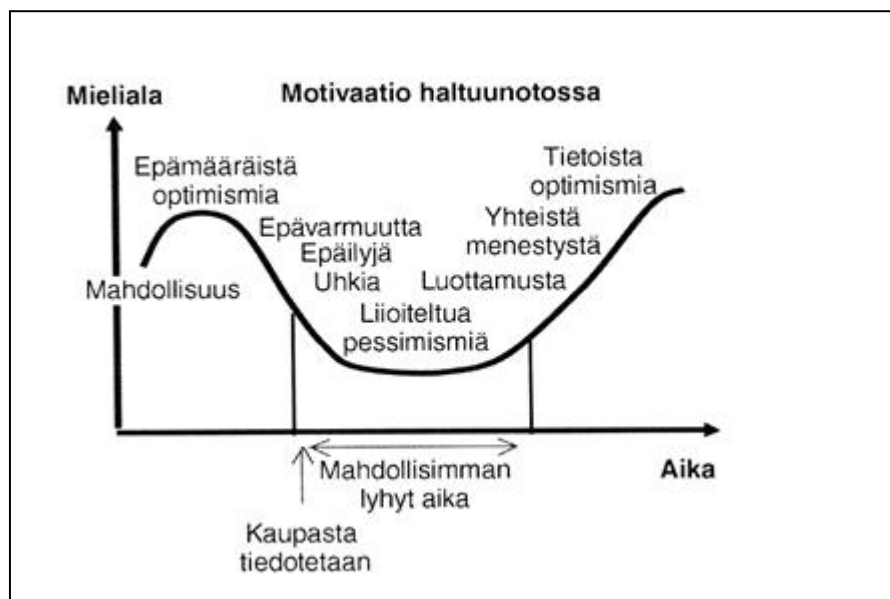 Mieliala
Motivaatio haltuunotossa
Epämääräistä
optimismia
Tietoista
optimismia
Epävarmuutta
Epäilyjä
Uhkia
Yhteistä
menestystä
Mahdollisuus
Luottamusta
Liioiteltua
pessimismiä
Mahdollisimman
lyhyt aika
Aika
Kaupasta
tiedotetaan